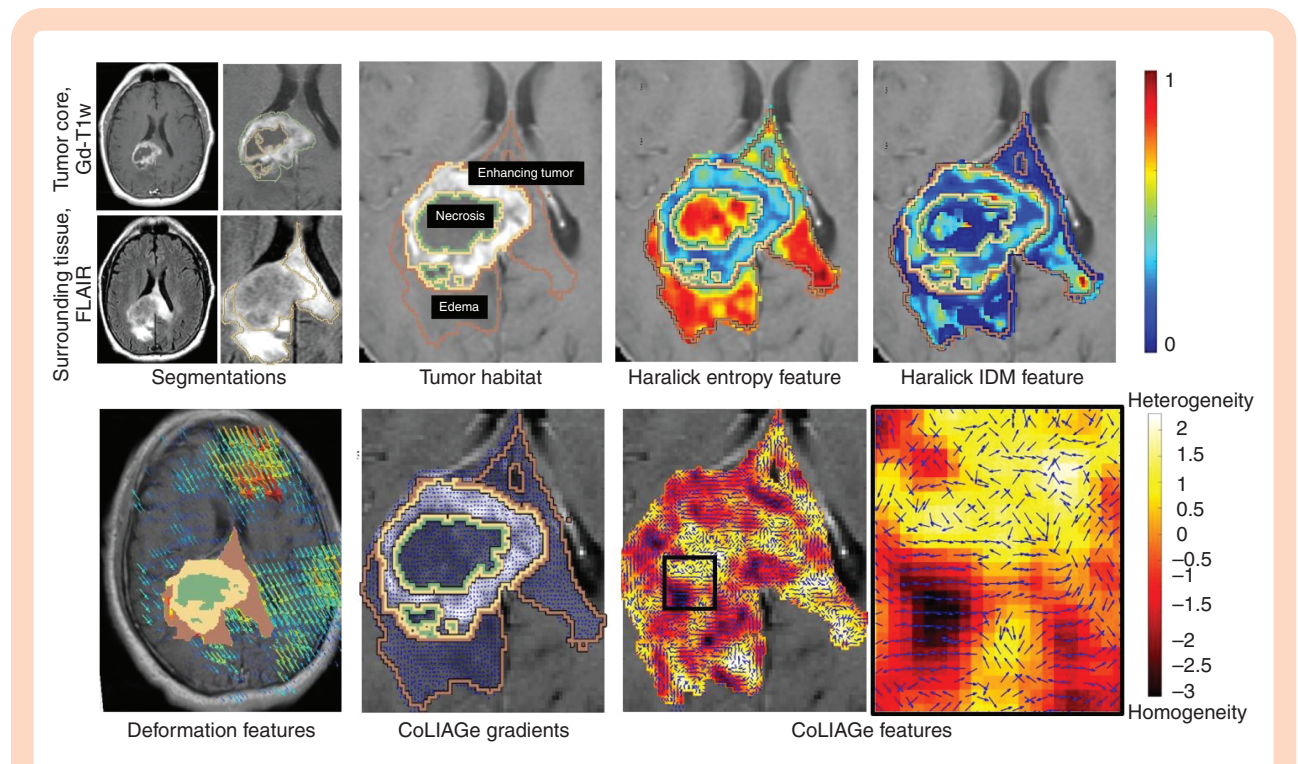 Tumor core,
Gd-T1w
Surrounding tissue,
FLAIR
Enhancing tumor
Necrosis
Edema
1
0
Segmentations
Tumor habitat
Haralick entropy feature
Haralick IDM feature
Heterogeneity
2
1.5
1
0.5
0
−0.5
−1
−1.5
−2
−2.5
−3
Homogeneity
Deformation features
CoLIAGe gradients
CoLIAGe features